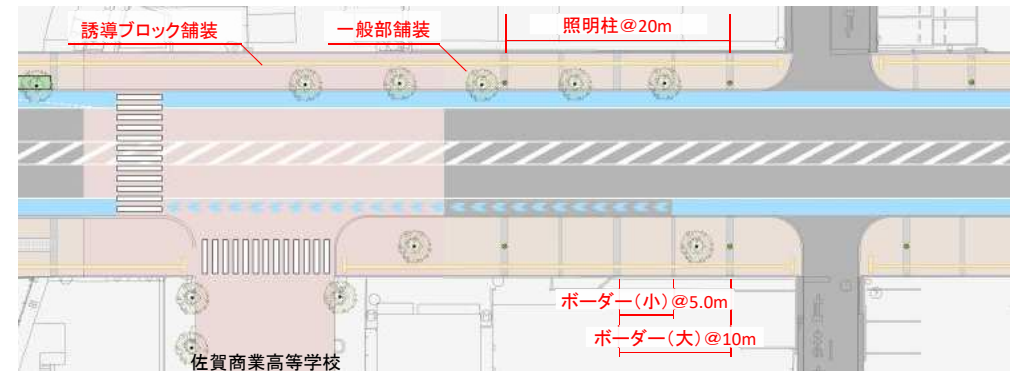 誘導ブロック舗装
一般部舗装
照明柱@20m
ボーダー(小)@5.0m
ボーダー(大)@10m
佐賀商業高等学校